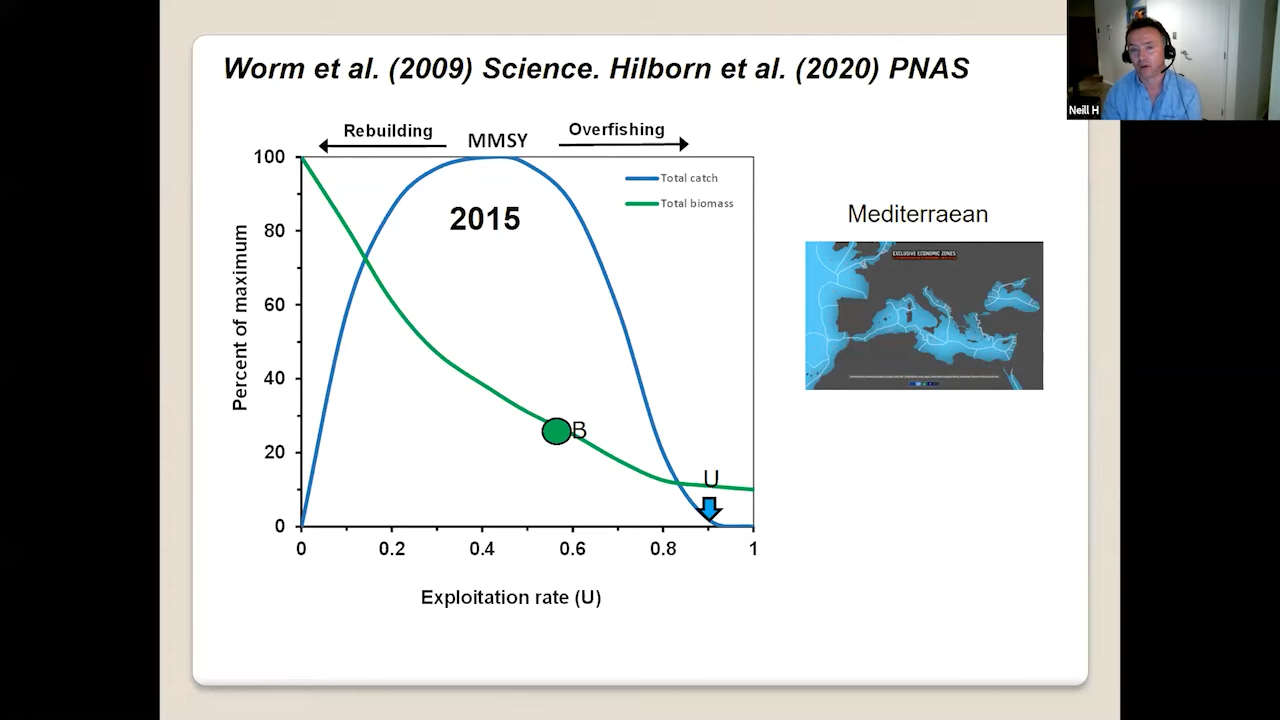 Worm et al. (2009) Science. Hilborn et al. (2020) PNAS
Neill H
Rebuilding
MMSY
Overfishing
100
80
60
40
20
0
Percent of maximum
2015
Total catch
Total biomass
B
U
0
0.2
0.4
0.6
0.8
1
Exploitation rate (U)
Mediterraean
EXCLUSIVE ECONOMIC ZONES